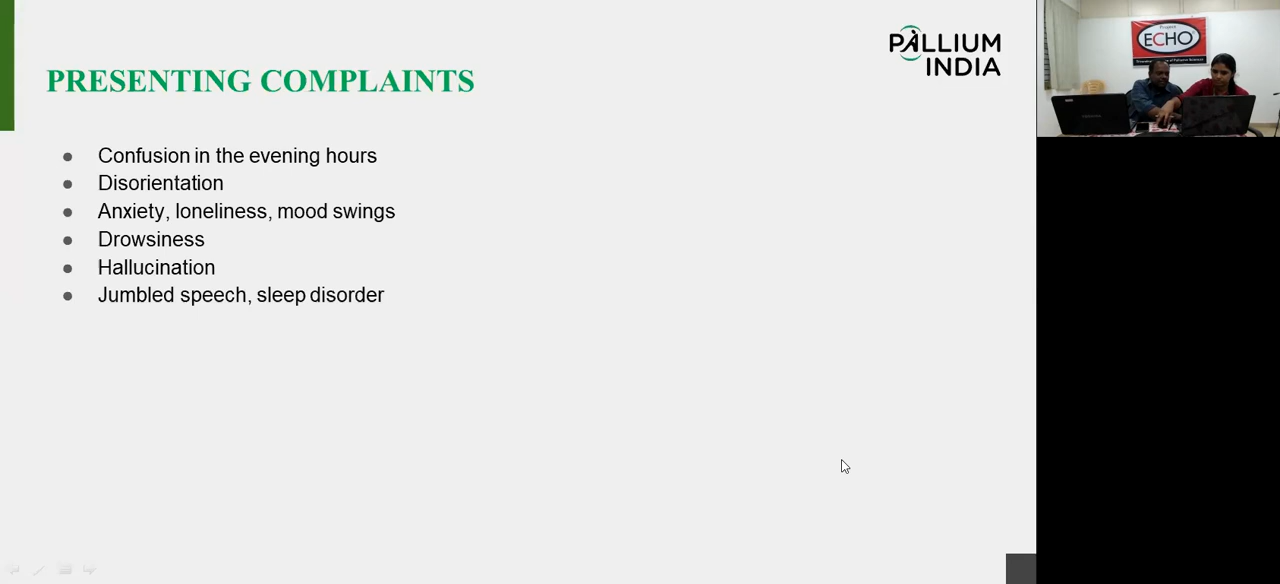 PALLIUM
INDIA
PRESENTING COMPLAINTS
Confusion in the evening hours
Disorientation
Anxiety, loneliness, mood swings
Drowsiness
Hallucination
Jumbled speech, sleep disorder
Project
ECHO